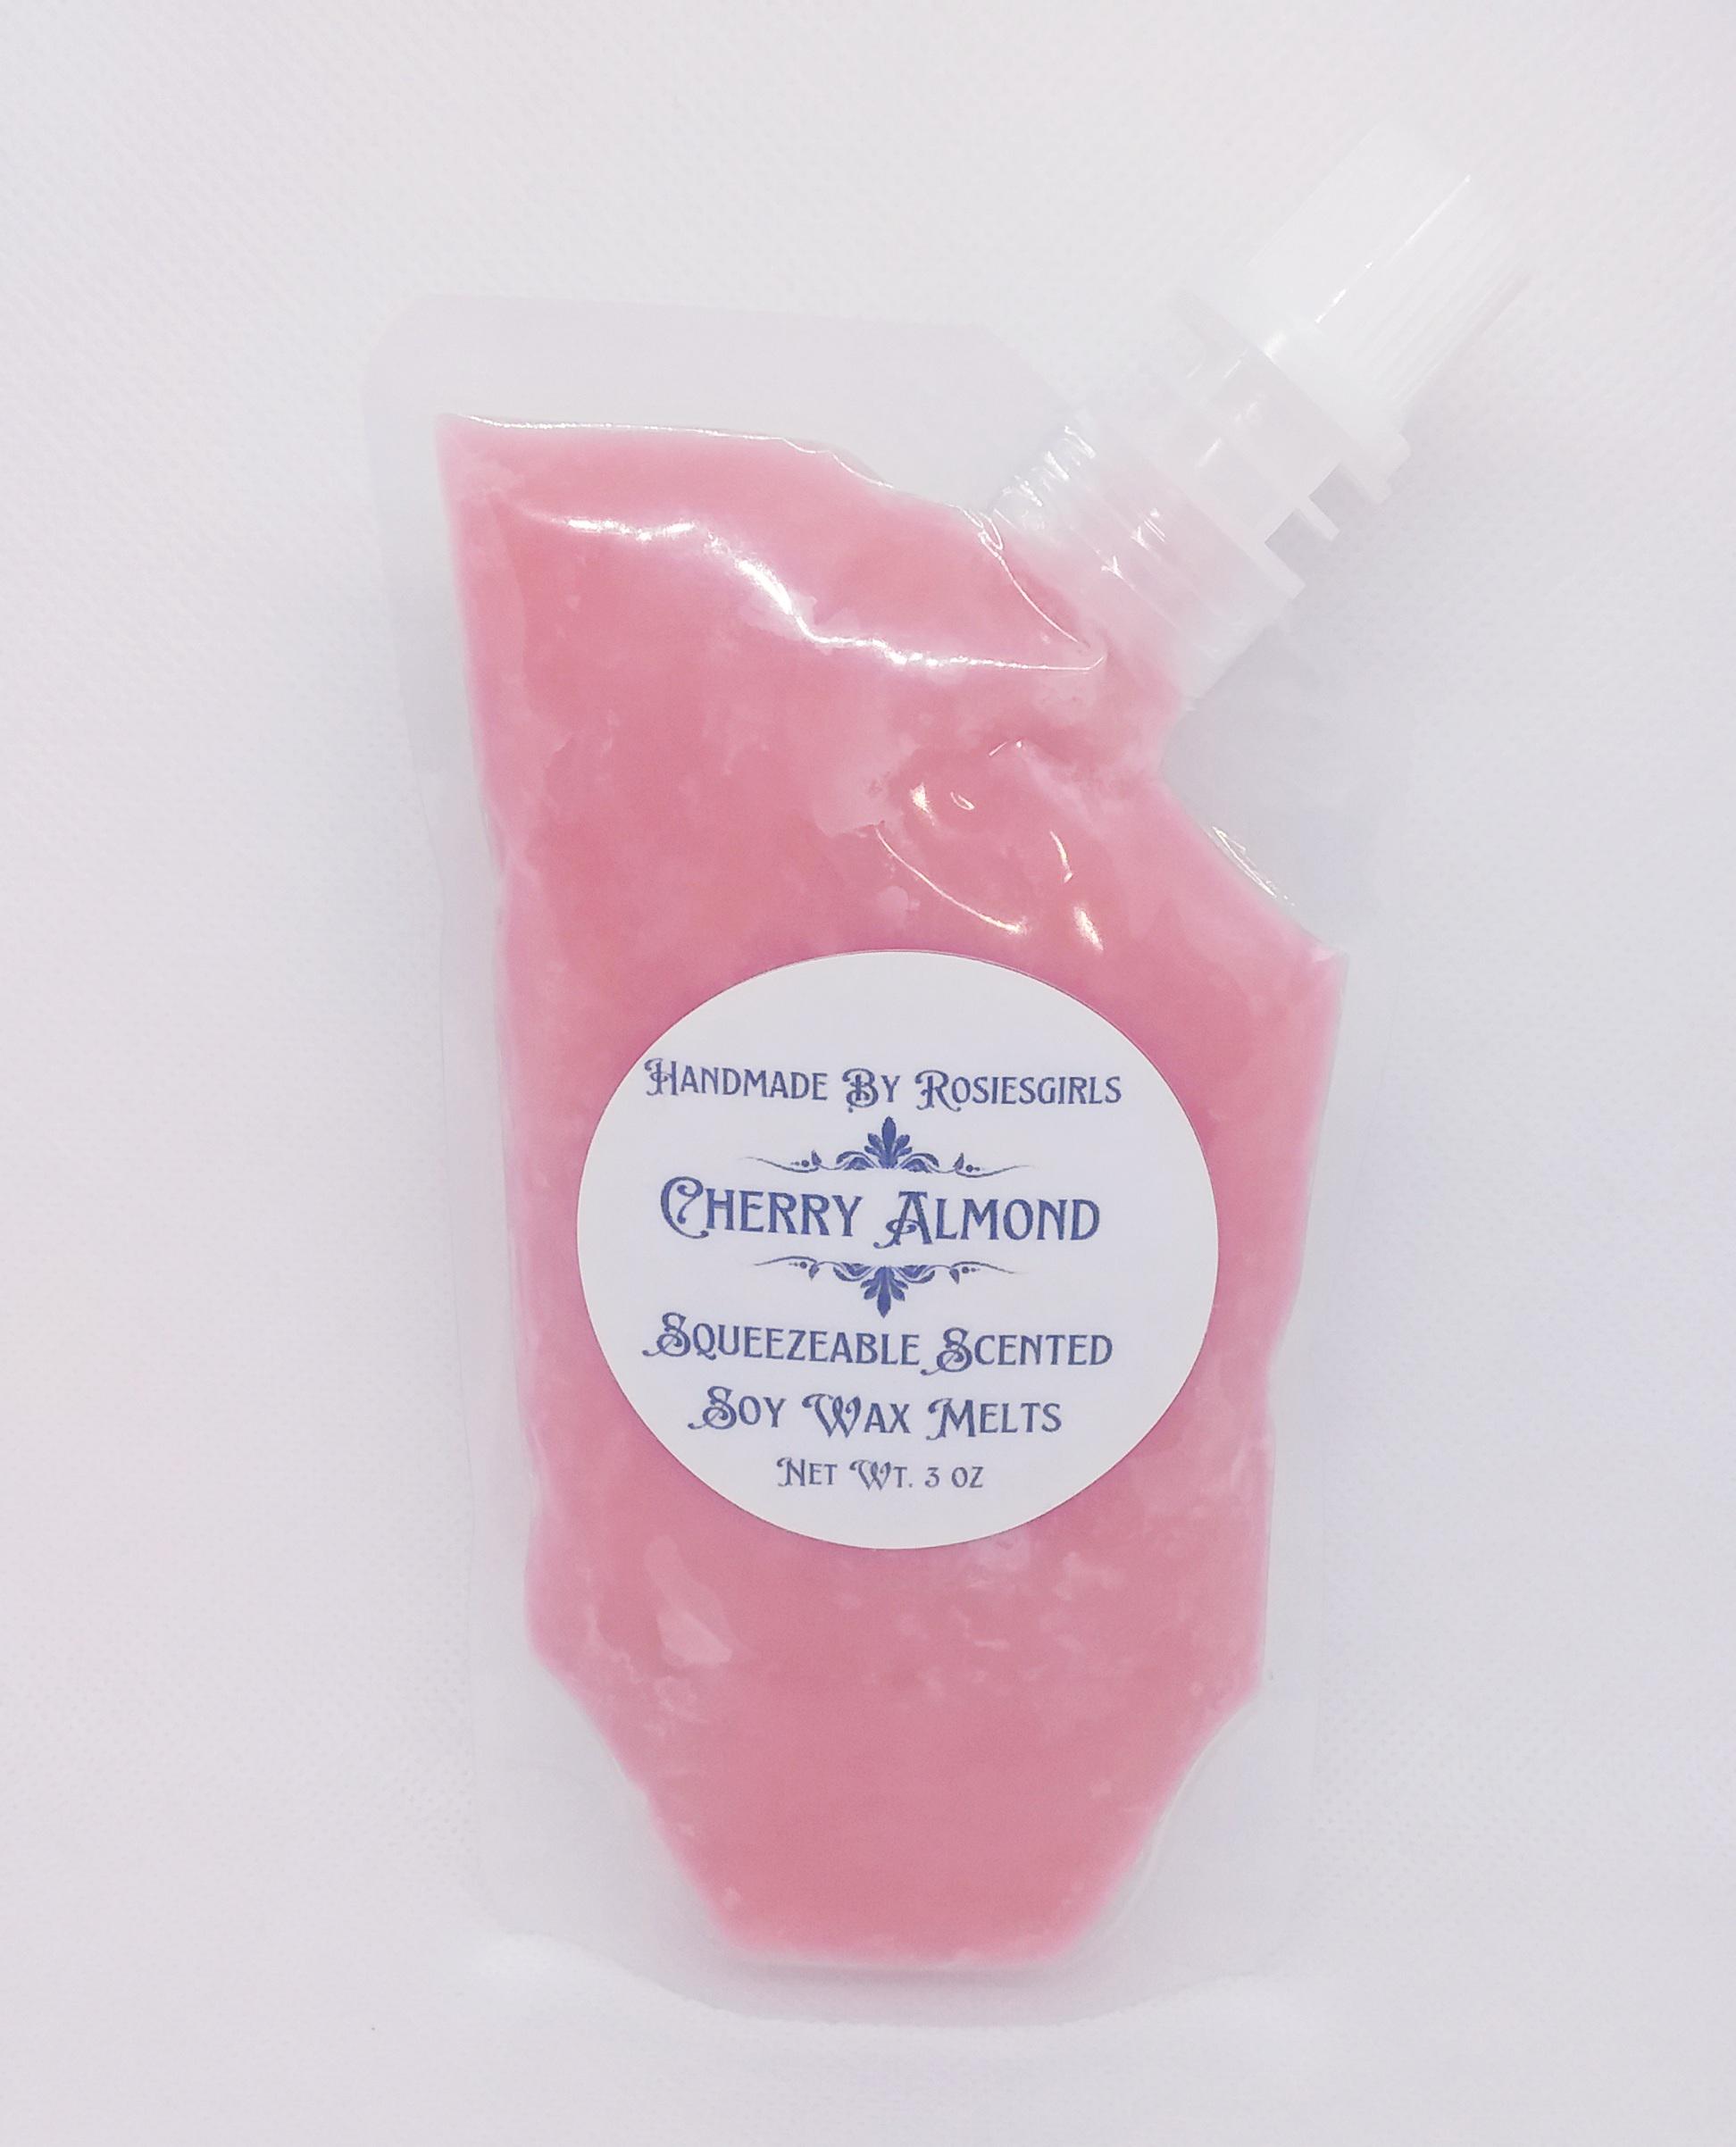 Handmade By Rosiesgirls
Cherry Almond
Squeezeable Scented
Soy Wax Melts
Net Wt. 3 oz